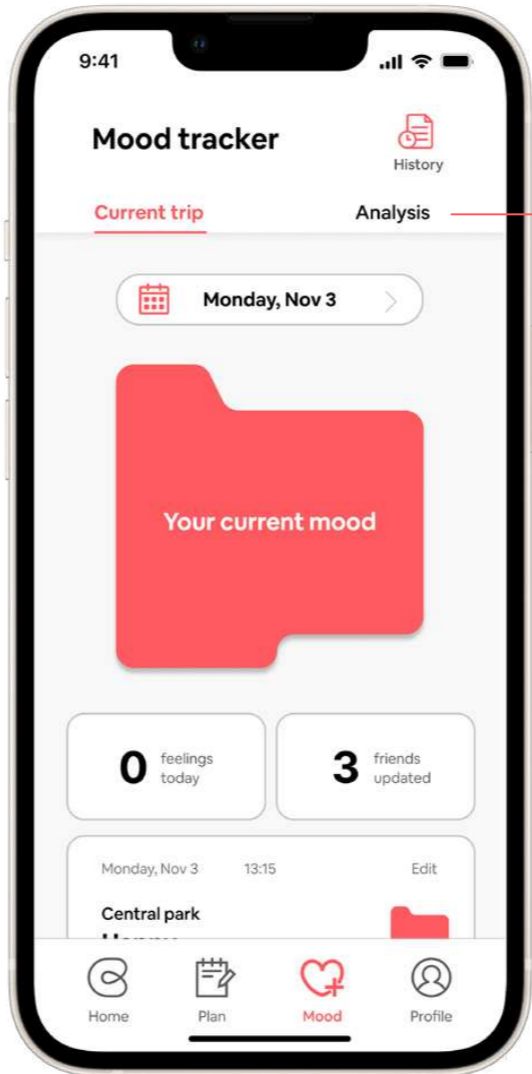 9:41
Mood tracker
History
Current trip
Analysis
Monday, Nov 3
Your current mood
0 feelings today
3 friends updated
Monday, Nov 3 13:15 Edit
Central park
Home Plan Mood Profile